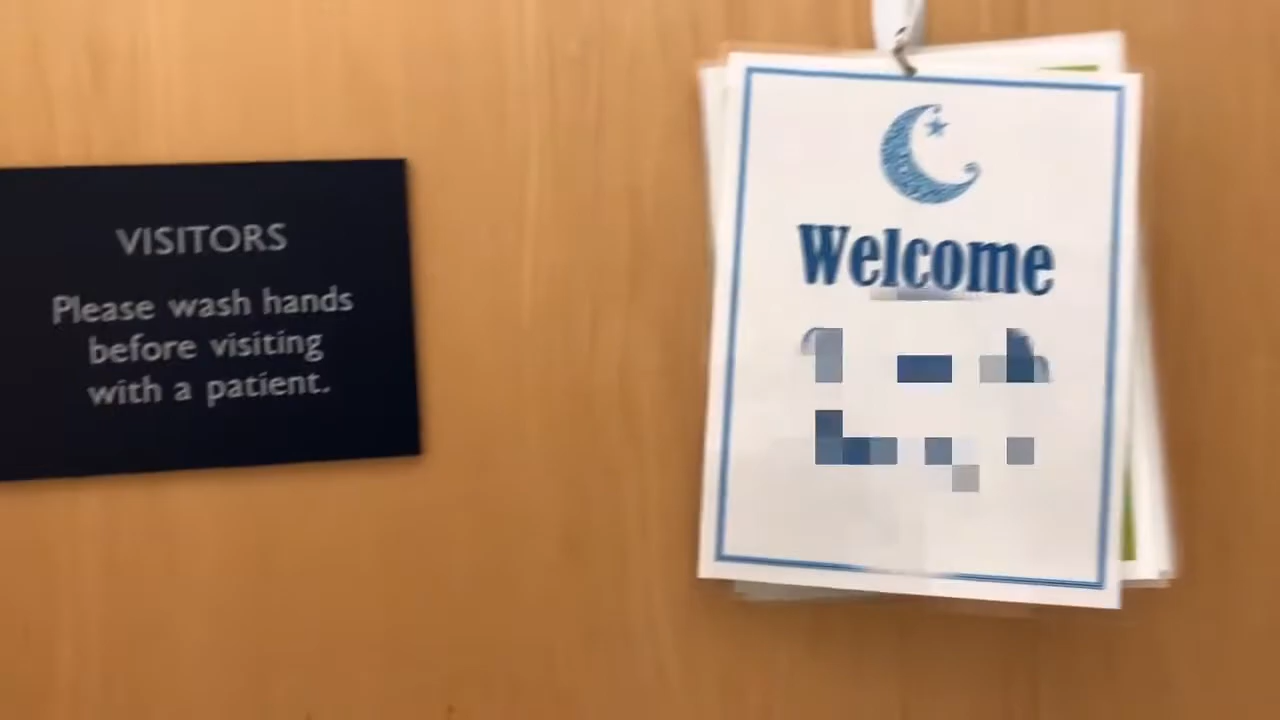 VISITORS
Please wash hands
before visiting
with a patient.
Welcome